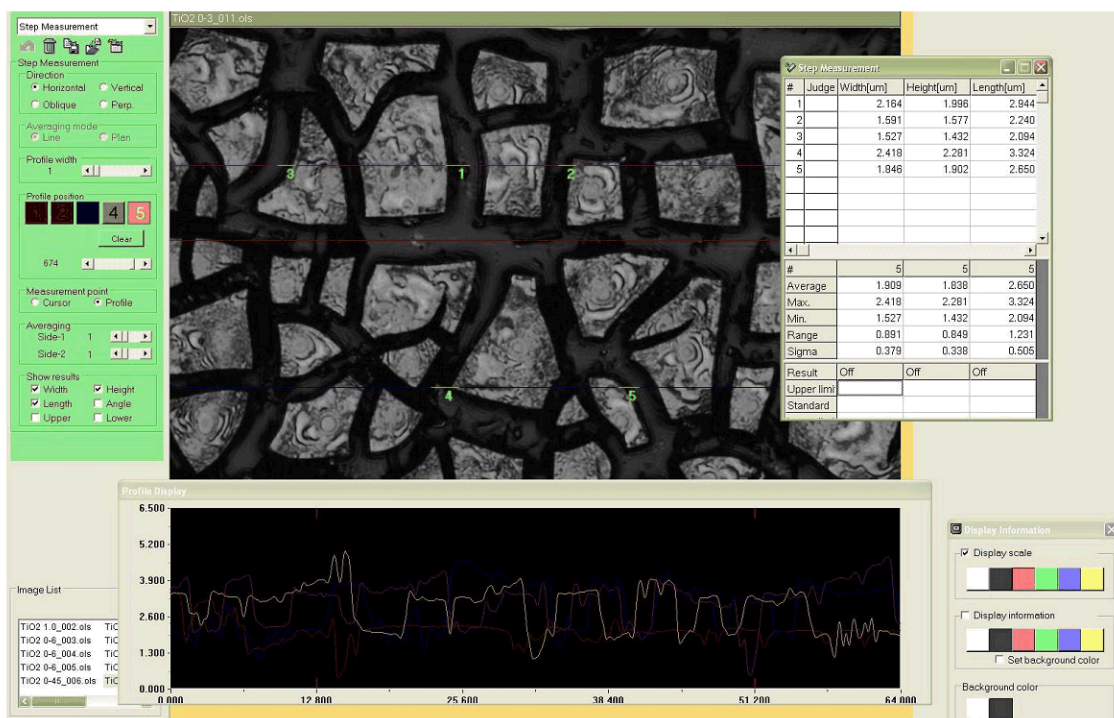 Step Measurement
TiO2 0-3_011.ols
Step Measurement
Direction
Horizontal Vertical
Oblique Perp.
Averaging mode
Line Plan
Profile width
1
Profile position
1 2 4 5
Clear
674
Measurement point
Cursor Profile
Averaging
Side-1 1
Side-2 1
Show results
Width Height
Length Angle
Upper Lower
3 1 2
4 5
Step Measurement
# Judge Width[um] Height[um] Length[um]
1 2.164 1.996 2.944
2 1.591 1.577 2.240
3 1.527 1.432 2.094
4 2.418 2.281 3.324
5 1.846 1.902 2.650
# 5 5 5
Average 1.909 1.838 2.650
Max. 2.418 2.281 3.324
Min. 1.527 1.432 2.094
Range 0.891 0.849 1.231
Sigma 0.379 0.338 0.505
Result Off Off Off
Upper limi
Standard
Profile Display
6.500
5.200
3.900
2.600
1.300
0.000
0.000 12.800 25.600 38.400 51.200 64.000
Image List
TiO2 1.0_002.ols TiC
TiO2 0-6_003.ols TiC
TiO2 0-6_004.ols TiC
TiO2 0-6_005.ols TiC
TiO2 0-45_006.ols TiC
Display Information
Display scale
Display information
Set background color
Background color